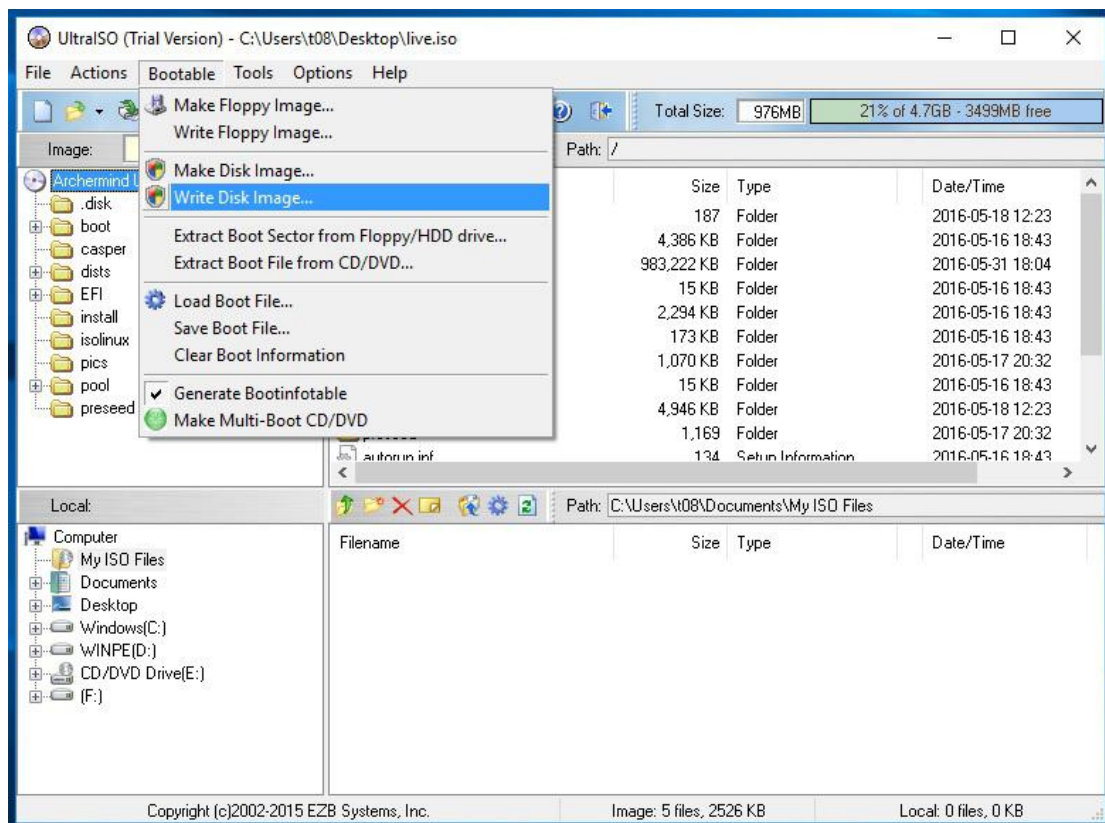 UltraISO (Trial Version) - C:\Users\t08\Desktop\live.iso
File Actions Bootable Tools Options Help
Total Size: 976MB 21% of 4.7GB - 3499MB free
Make Floppy Image...
Write Floppy Image...
Make Disk Image...
Write Disk Image...
Extract Boot Sector from Floppy/HDD drive...
Extract Boot File from CD/DVD...
Load Boot File...
Save Boot File...
Clear Boot Information
Generate Bootinfotable
Make Multi-Boot CD/DVD
Image: Path: /
Archermind
.disk
boot
casper
dists
EFI
install
isolinux
pics
pool
preseed
Size Type Date/Time
187 Folder 2016-05-18 12:23
4,386 KB Folder 2016-05-16 18:43
983,222 KB Folder 2016-05-31 18:04
15 KB Folder 2016-05-16 18:43
2,294 KB Folder 2016-05-16 18:43
173 KB Folder 2016-05-16 18:43
1,070 KB Folder 2016-05-17 20:32
15 KB Folder 2016-05-16 18:43
4,946 KB Folder 2016-05-18 12:23
1,169 Folder 2016-05-17 20:32
autorun.inf 134 Setup Information 2016-05-16 18:43
Local: Path: C:\Users\t08\Documents\My ISO Files
Computer
My ISO Files
Documents
Desktop
Windows(C:)
WINPE(D:)
CD/DVD Drive(E:)
(F:)
Filename Size Type Date/Time
Copyright (c)2002-2015 EZB Systems, Inc. Image: 5 files, 2526 KB Local: 0 files, 0 KB